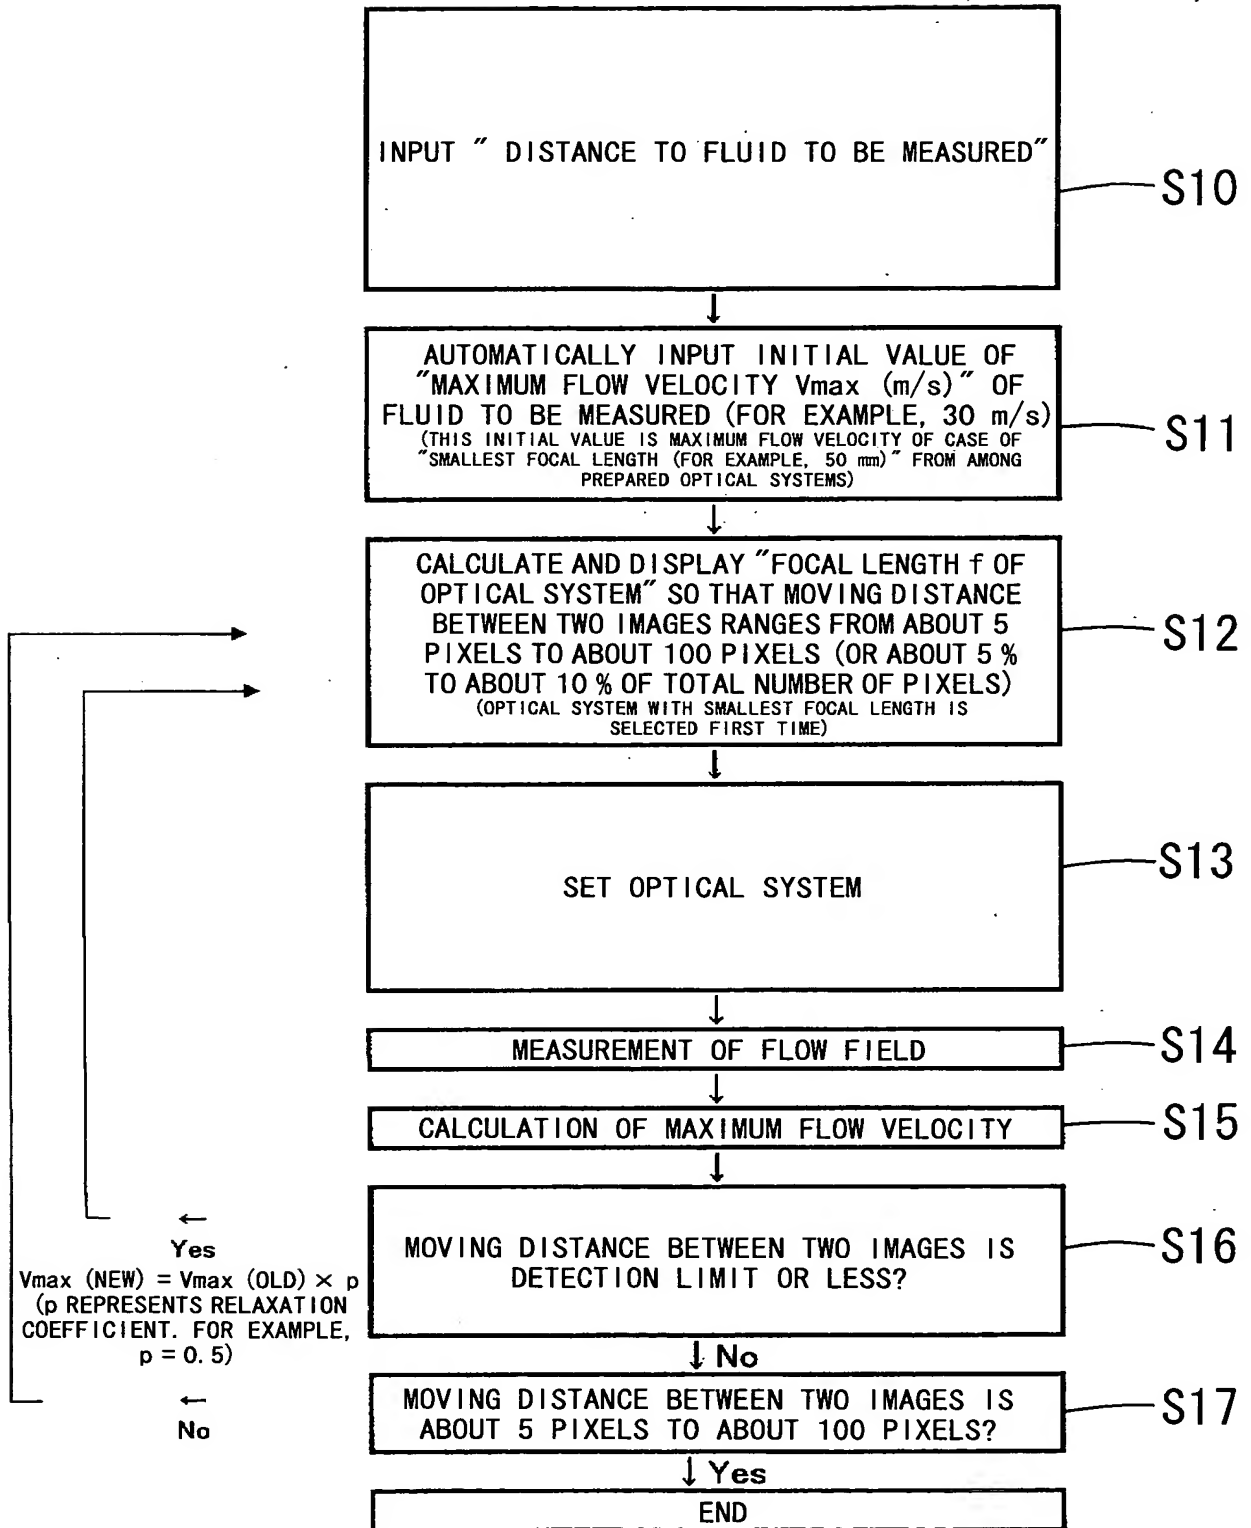 INPUT " DISTANCE TO FLUID TO BE MEASURED"
S10
AUTOMATICALLY INPUT INITIAL VALUE OF
"MAXIMUM FLOW VELOCITY Vmax (m/s)" OF
FLUID TO BE MEASURED (FOR EXAMPLE, 30 m/s)
(THIS INITIAL VALUE IS MAXIMUM FLOW VELOCITY OF CASE OF
"SMALLEST FOCAL LENGTH (FOR EXAMPLE, 50 mm)" FROM AMONG
PREPARED OPTICAL SYSTEMS)
S11
CALCULATE AND DISPLAY "FOCAL LENGTH f OF
OPTICAL SYSTEM" SO THAT MOVING DISTANCE
BETWEEN TWO IMAGES RANGES FROM ABOUT 5
PIXELS TO ABOUT 100 PIXELS (OR ABOUT 5 %
TO ABOUT 10 % OF TOTAL NUMBER OF PIXELS)
(OPTICAL SYSTEM WITH SMALLEST FOCAL LENGTH IS
SELECTED FIRST TIME)
S12
SET OPTICAL SYSTEM
S13
MEASUREMENT OF FLOW FIELD
S14
CALCULATION OF MAXIMUM FLOW VELOCITY
S15
MOVING DISTANCE BETWEEN TWO IMAGES IS
DETECTION LIMIT OR LESS?
S16
Yes
Vmax (NEW) = Vmax (OLD) × p
(p REPRESENTS RELAXATION
COEFFICIENT. FOR EXAMPLE,
p = 0.5)
No
MOVING DISTANCE BETWEEN TWO IMAGES IS
ABOUT 5 PIXELS TO ABOUT 100 PIXELS?
S17
No
Yes
END